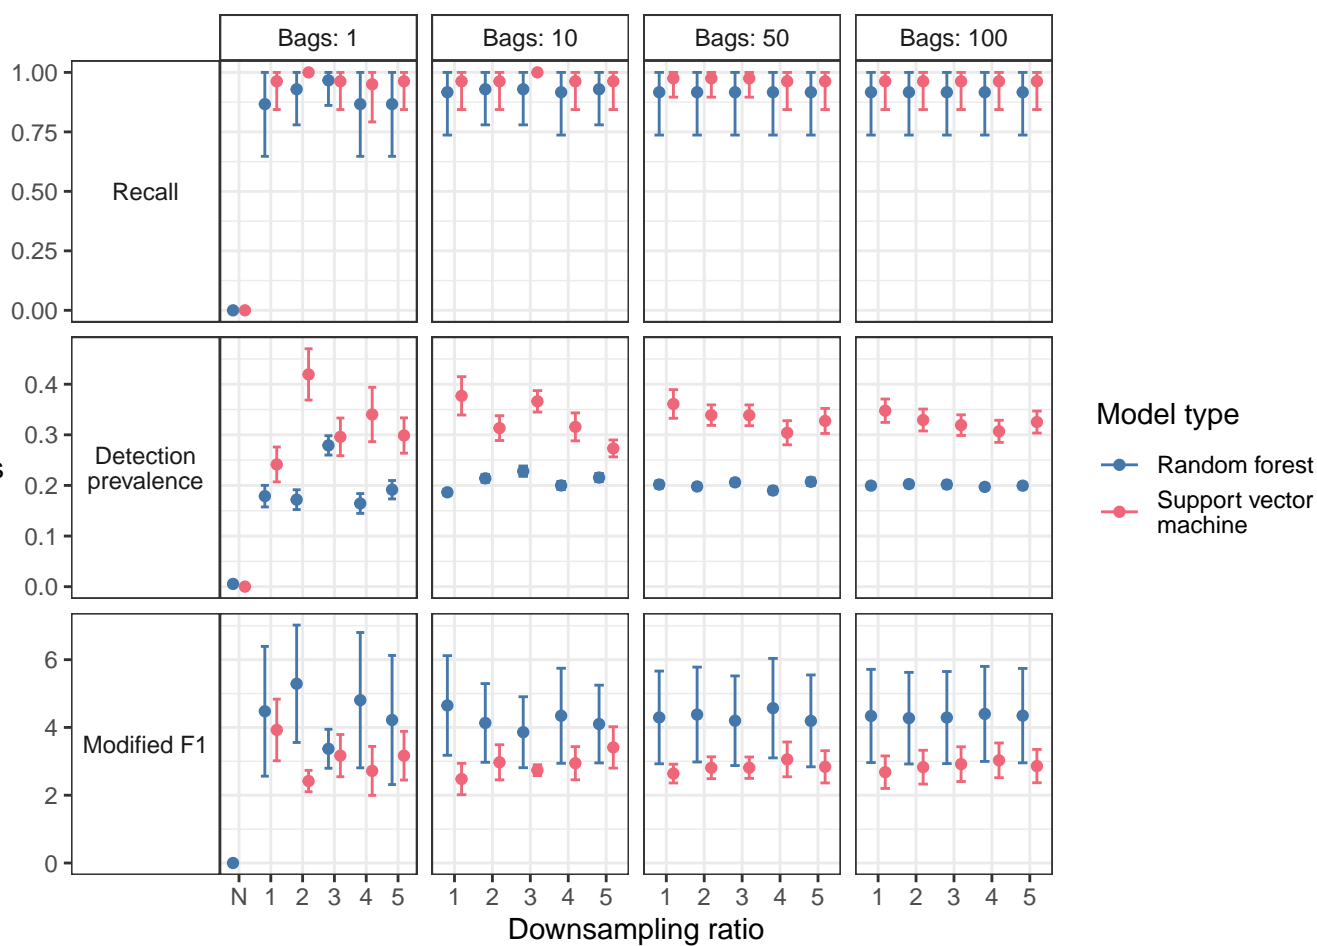 Bags: 1 Bags: 10 Bags: 50 Bags: 100
1.00
0.75
0.50
0.25
0.00
Recall
0.4
0.3
0.2
0.1
0.0
Detection
prevalence
s
6
4
2
0
Modified F1
N 1 2 3 4 5 1 2 3 4 5 1 2 3 4 5 1 2 3 4 5
Downsampling ratio
Model type
Random forest
Support vector
machine